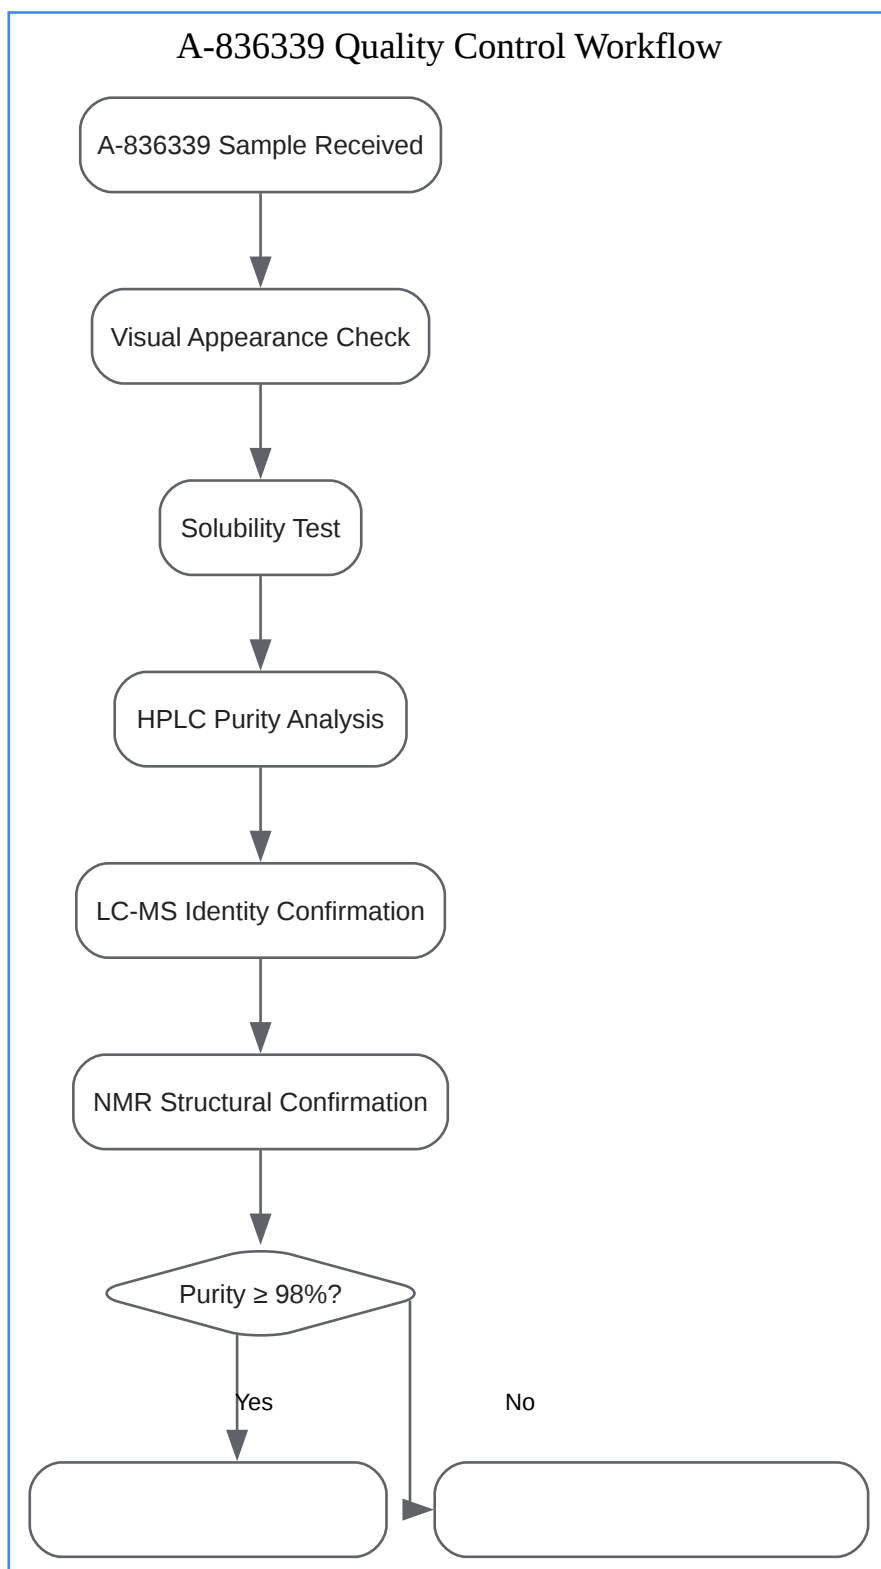 A-836339 Quality Control Workflow
A-836339 Sample Received
Visual Appearance Check
Solubility Test
HPLC Purity Analysis
LC-MS Identity Confirmation
NMR Structural Confirmation
Purity ≥ 98%?
Yes
No